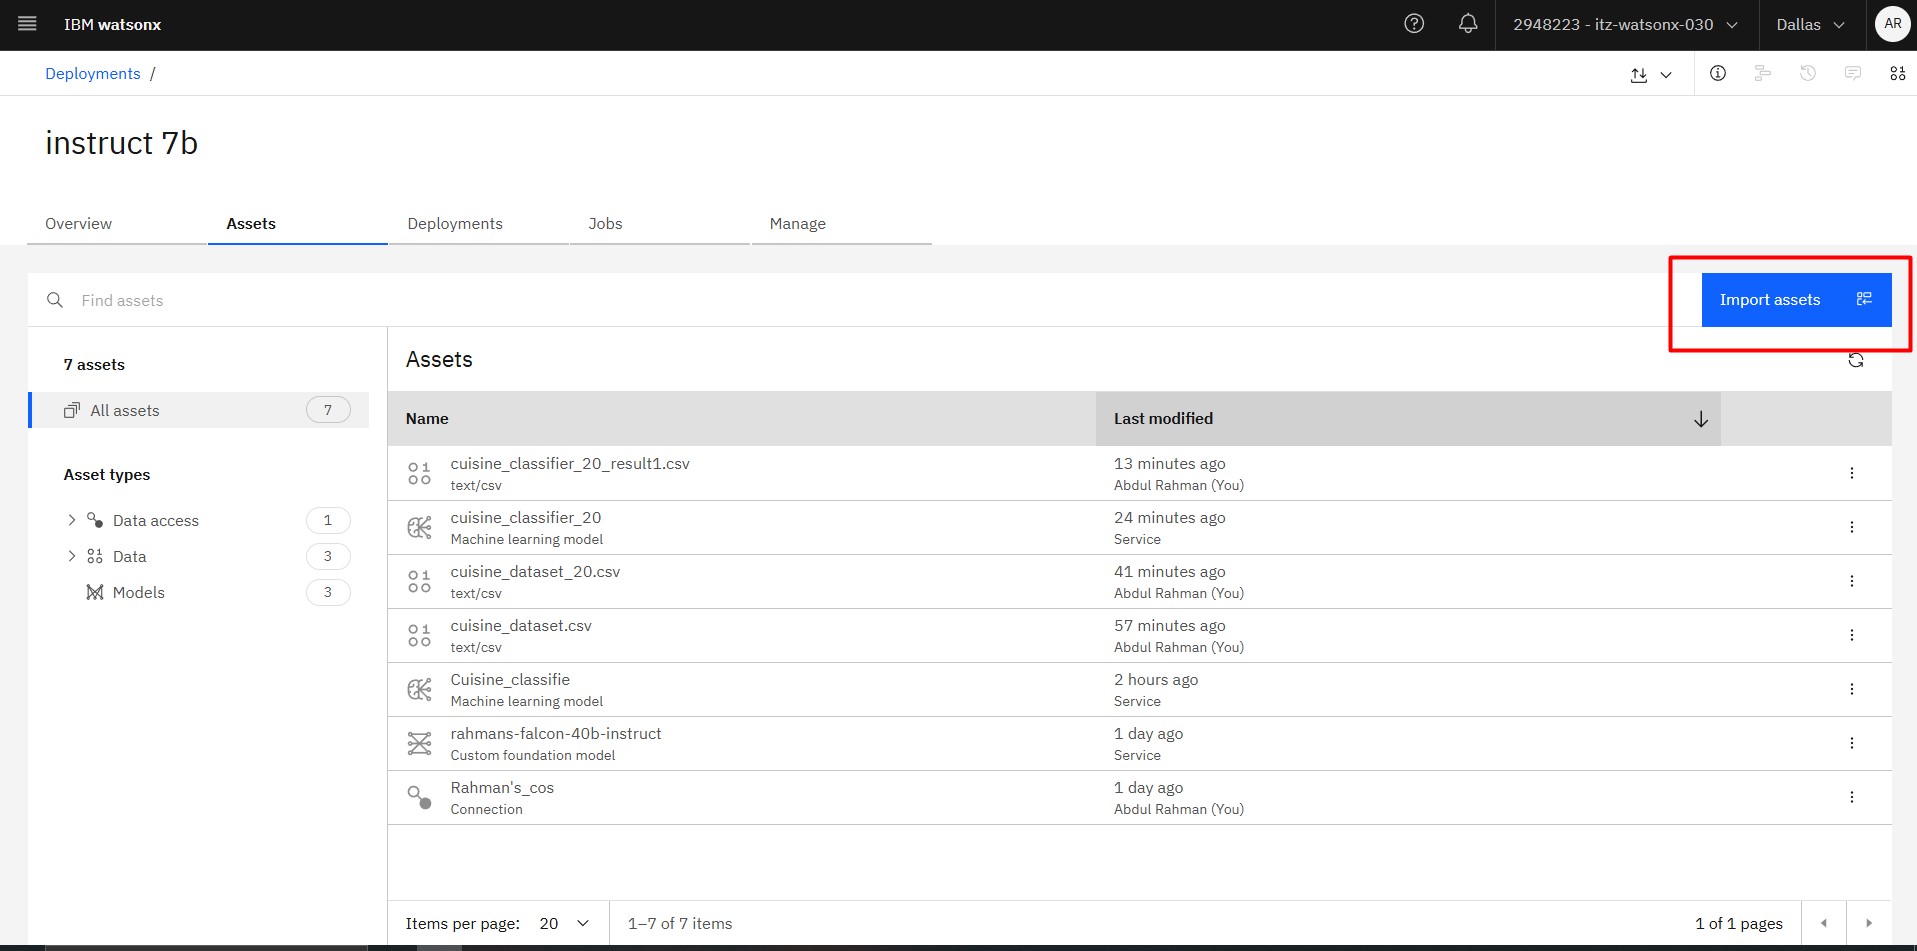 IBM watsonx
2948223 - itz-watsonx-030
Dallas
AR
Deployments /
instruct 7b
Overview
Assets
Deployments
Jobs
Manage
Find assets
Import assets
7 assets
All assets
7
Asset types
Data access
1
Data
3
Models
3
Assets
Name
Last modified
cuisine_classifier_20_result1.csv
text/csv
13 minutes ago
Abdul Rahman (You)
cuisine_classifier_20
Machine learning model
24 minutes ago
Service
cuisine_dataset_20.csv
text/csv
41 minutes ago
Abdul Rahman (You)
cuisine_dataset.csv
text/csv
57 minutes ago
Abdul Rahman (You)
Cuisine_classifie
Machine learning model
2 hours ago
Service
rahmans-falcon-40b-instruct
Custom foundation model
1 day ago
Service
Rahman's_cos
Connection
1 day ago
Abdul Rahman (You)
Items per page: 20
1–7 of 7 items
1 of 1 pages